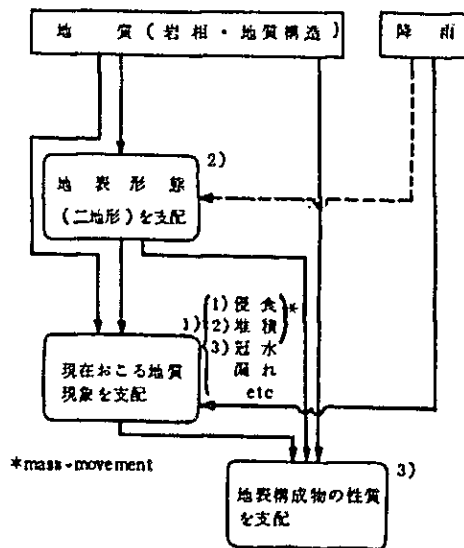 地 質 ( 岩 相 ・ 地 質 構 造 )
降 雨
2)
地 表 形 態
(二地形) を支配
1)
1) 侵 食
2) 堆 積
3) 冠 水
漏 れ
etc
*
現在おこる地質
現象を支配
*mass-movement
3)
地表構成物の性質
を支配